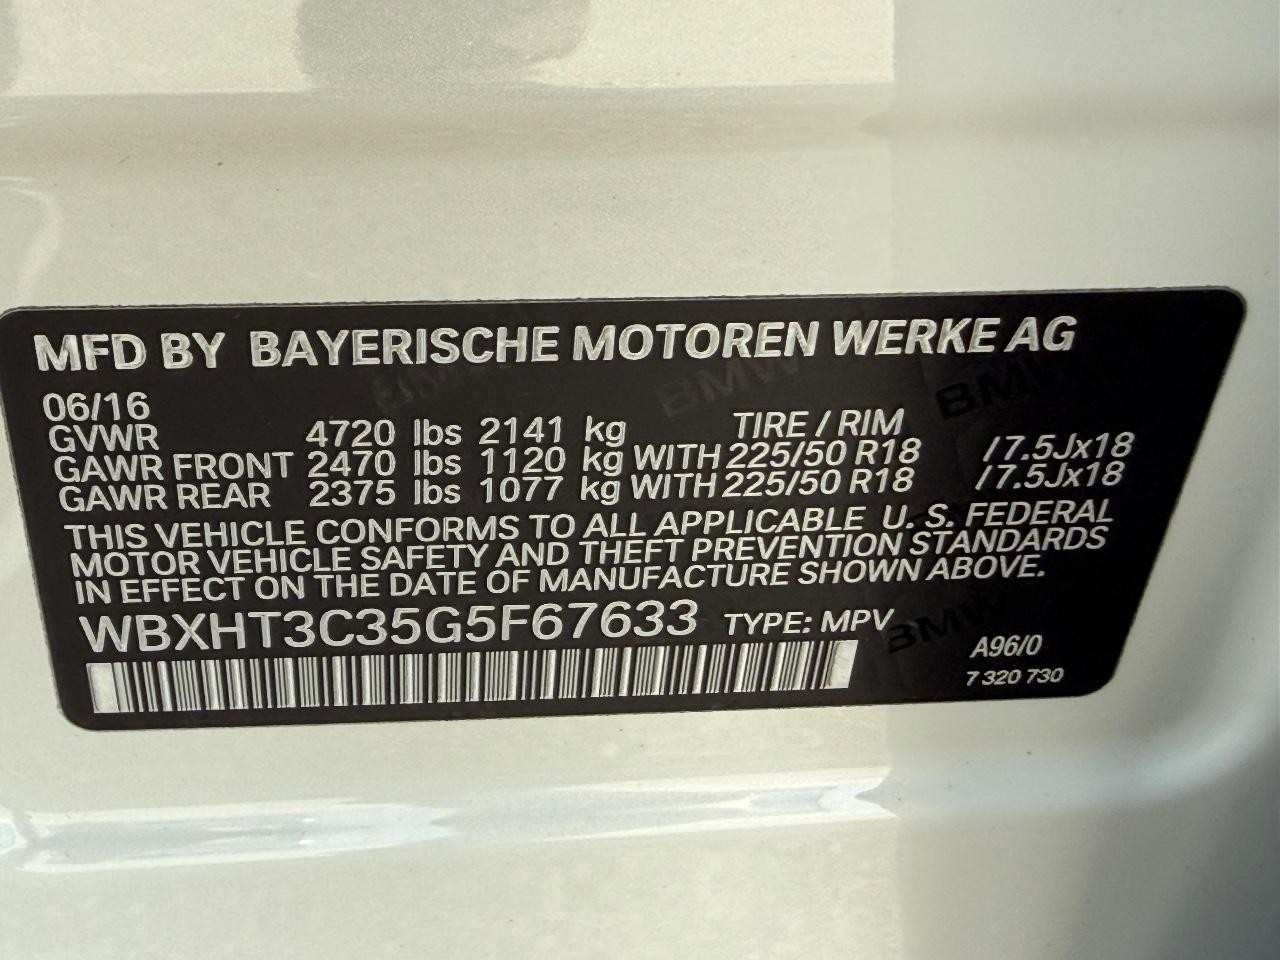 MFD BY BAYERISCHE MOTOREN WERKE AG
06/16
GVWR 4720 lbs 2141 kg TIRE / RIM
GAWR FRONT 2470 lbs 1120 kg WITH 225/50 R18 /7.5Jx18
GAWR REAR 2375 lbs 1077 kg WITH 225/50 R18 /7.5Jx18
THIS VEHICLE CONFORMS TO ALL APPLICABLE U. S. FEDERAL
MOTOR VEHICLE SAFETY AND THEFT PREVENTION STANDARDS
IN EFFECT ON THE DATE OF MANUFACTURE SHOWN ABOVE.
WBXHT3C35G5F67633 TYPE: MPV
A96/0
7 320 730
BMW
BMW
BMW